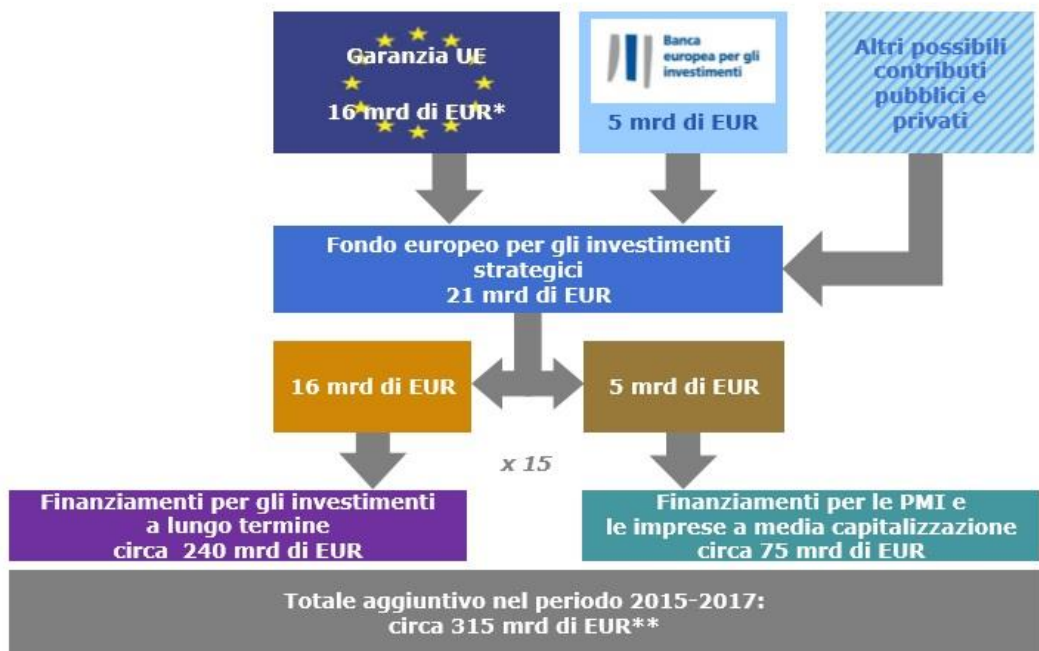 Garanzia UE
16 mrd di EUR*
Banca
europea per gli
investimenti
5 mrd di EUR
Altri possibili
contributi
pubblici e
privati
Fondo europeo per gli investimenti
strategici
21 mrd di EUR
16 mrd di EUR
5 mrd di EUR
x 15
Finanziamenti per gli investimenti
a lungo termine
circa 240 mrd di EUR
Finanziamenti per le PMI e
le imprese a media capitalizzazione
circa 75 mrd di EUR
Totale aggiuntivo nel periodo 2015-2017:
circa 315 mrd di EUR**